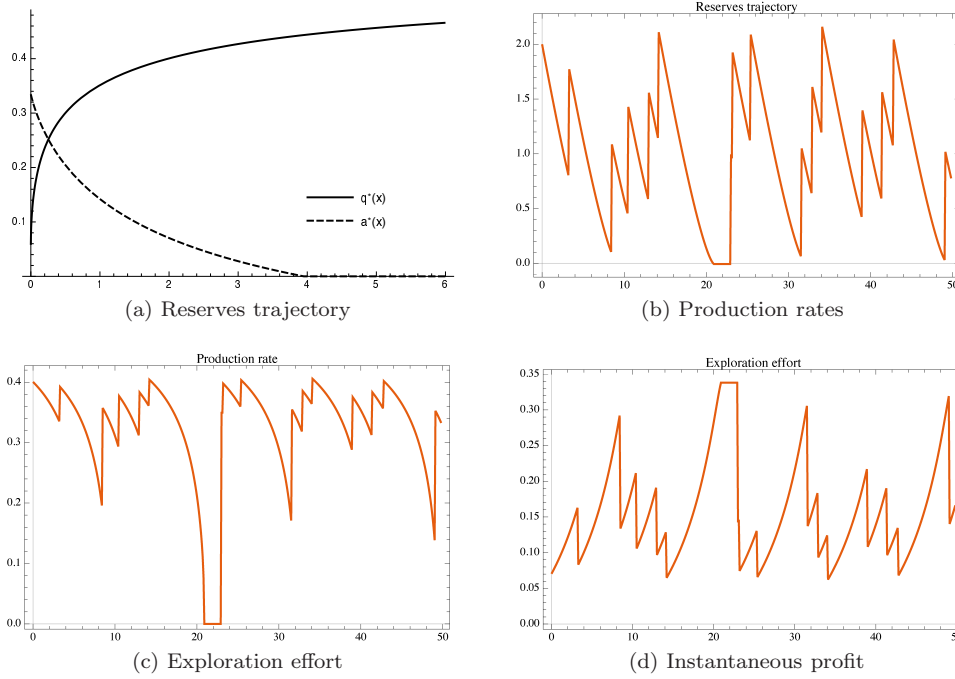 Reserves trajectory
0.4
0.3
0.2
0.1
q*(x)
a*(x)
0 1 2 3 4 5 6
2.0
1.5
1.0
0.5
0.0
0 10 20 30 40 50
(a) Reserves trajectory
(b) Production rates
Production rate
0.4
0.3
0.2
0.1
0.0
0 10 20 30 40 50
Exploration effort
0.35
0.30
0.25
0.20
0.15
0.10
0.05
0.00
0 10 20 30 40 50
(c) Exploration effort
(d) Instantaneous profit